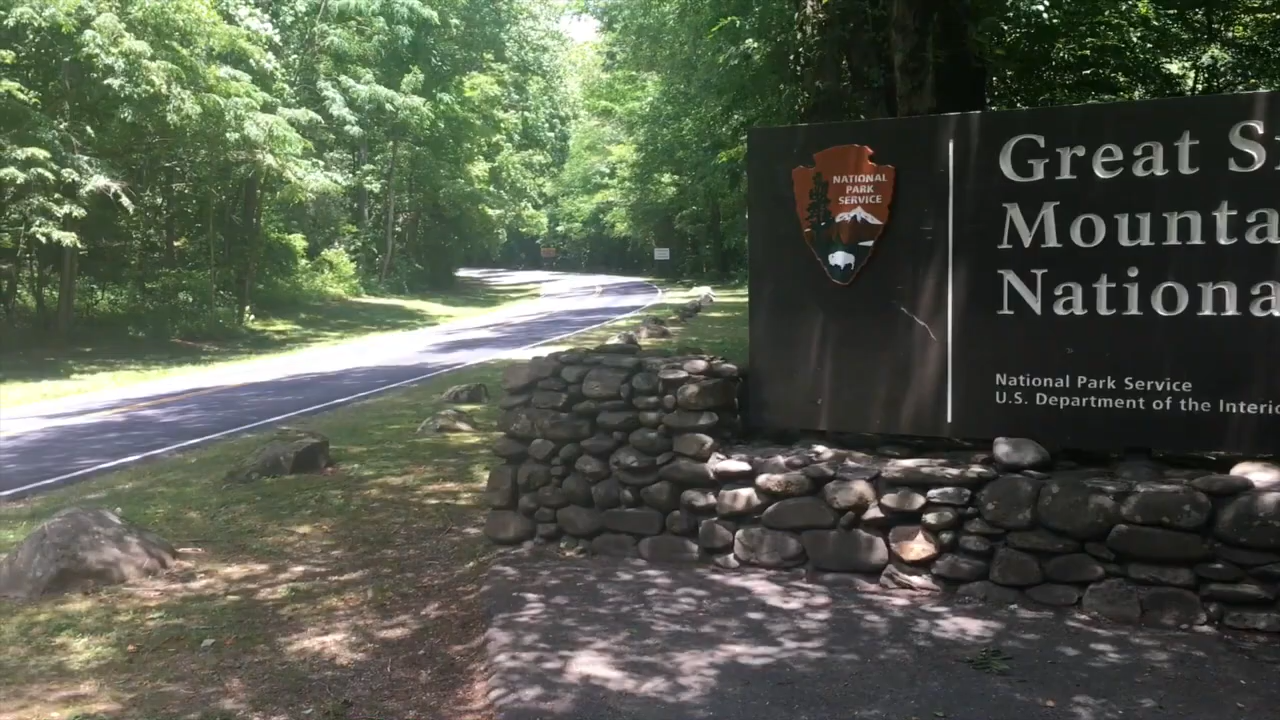 NATIONAL
PARK
SERVICE
Great S
Mounta
Nationa
National Park Service
U.S. Department of the Interio